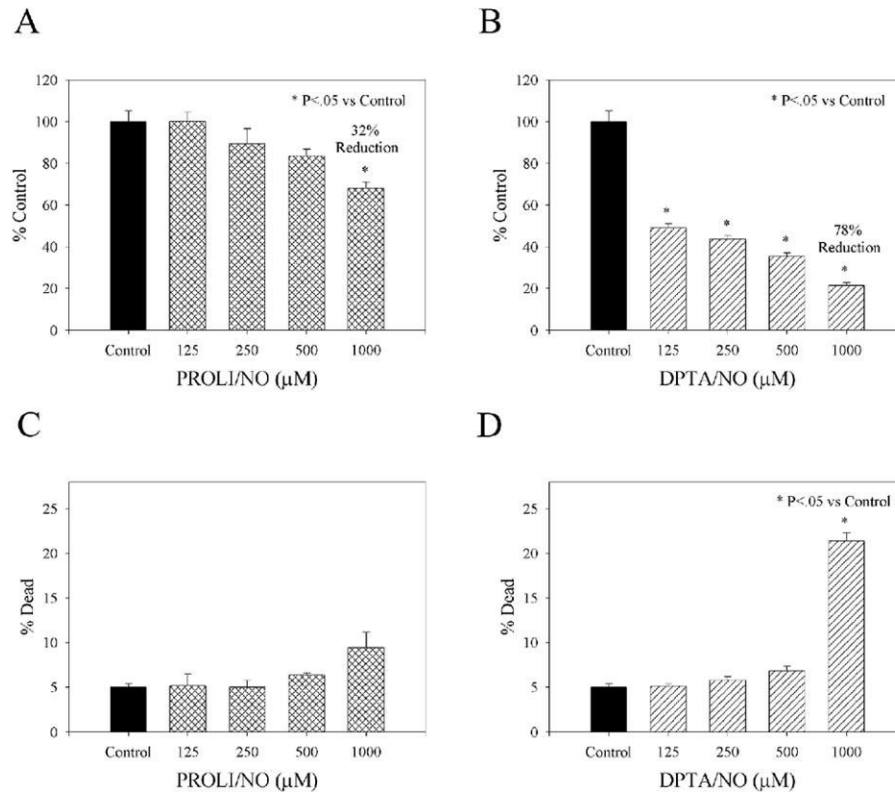 A
B
120
100
80
60
40
20
0
% Control
* P<.05 vs Control
32%
Reduction
*
Control 125 250 500 1000
PROLI/NO (µM)
120
100
80
60
40
20
0
% Control
* P<.05 vs Control
*
*
*
78%
Reduction
*
Control 125 250 500 1000
DPTA/NO (µM)
C
D
25
20
15
10
5
0
% Dead
Control 125 250 500 1000
PROLI/NO (µM)
25
20
15
10
5
0
% Dead
* P<.05 vs Control
*
Control 125 250 500 1000
DPTA/NO (µM)